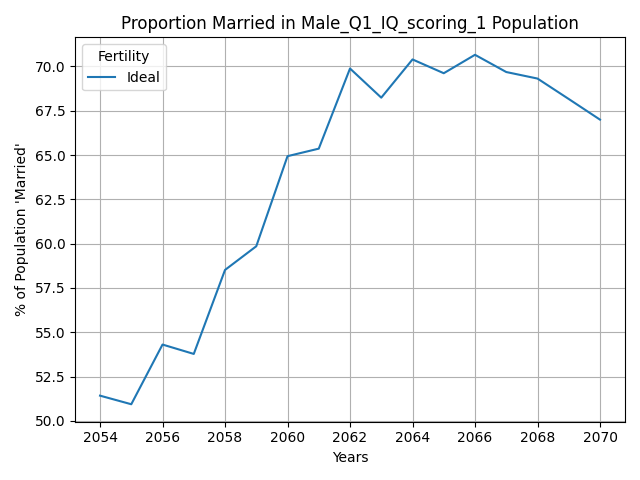 Proportion Married in Male_Q1_IQ_scoring_1 Population
Fertility
Ideal
% of Population 'Married'
70.0
67.5
65.0
62.5
60.0
57.5
55.0
52.5
50.0
2054 2056 2058 2060 2062 2064 2066 2068 2070
Years